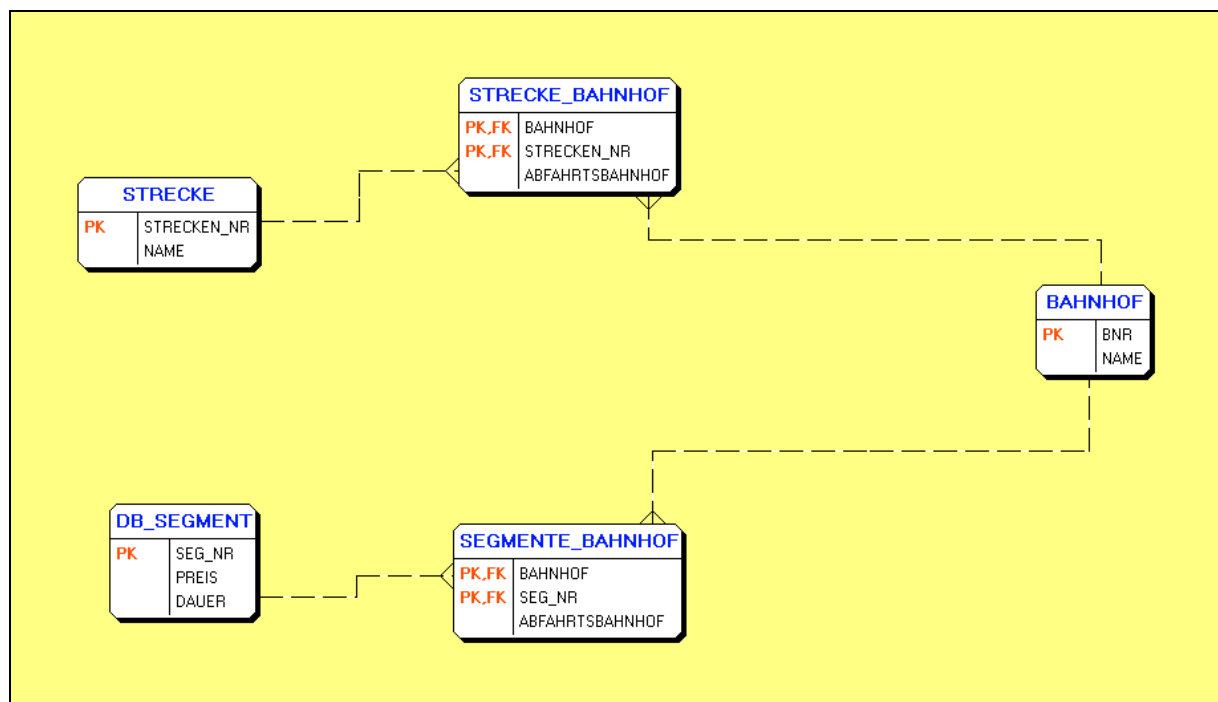 STRECKE_BAHNHOF
PK,FK BAHNHOF
PK,FK STRECKEN_NR
ABFAHRTSBAHNHOF
STRECKE
PK STRECKEN_NR
NAME
BAHNHOF
PK BNR
NAME
DB_SEGMENT
PK SEG_NR
PREIS
DAUER
SEGMENTE_BAHNHOF
PK,FK BAHNHOF
PK,FK SEG_NR
ABFAHRTSBAHNHOF